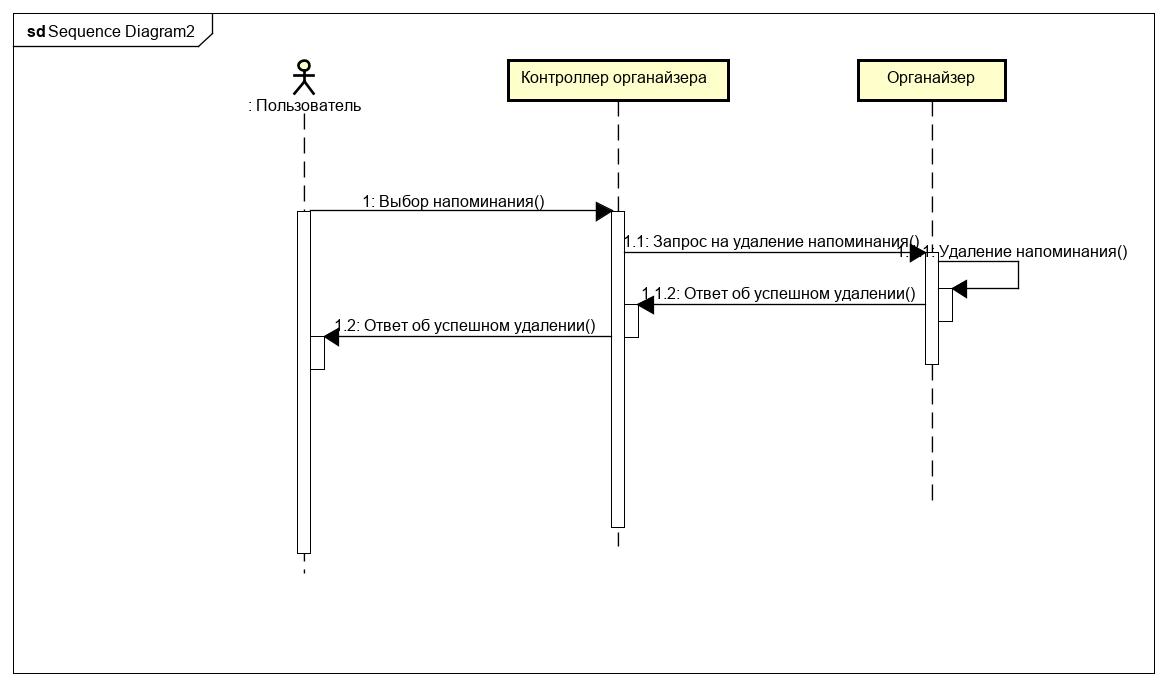 sd Sequence Diagram2
: Пользователь
Контроллер органайзера
Органайзер
1: Выбор напоминания()
1.1: Запрос на удаление напоминания()
1.1.1: Удаление напоминания()
1.1.2: Ответ об успешном удалении()
1.2: Ответ об успешном удалении()